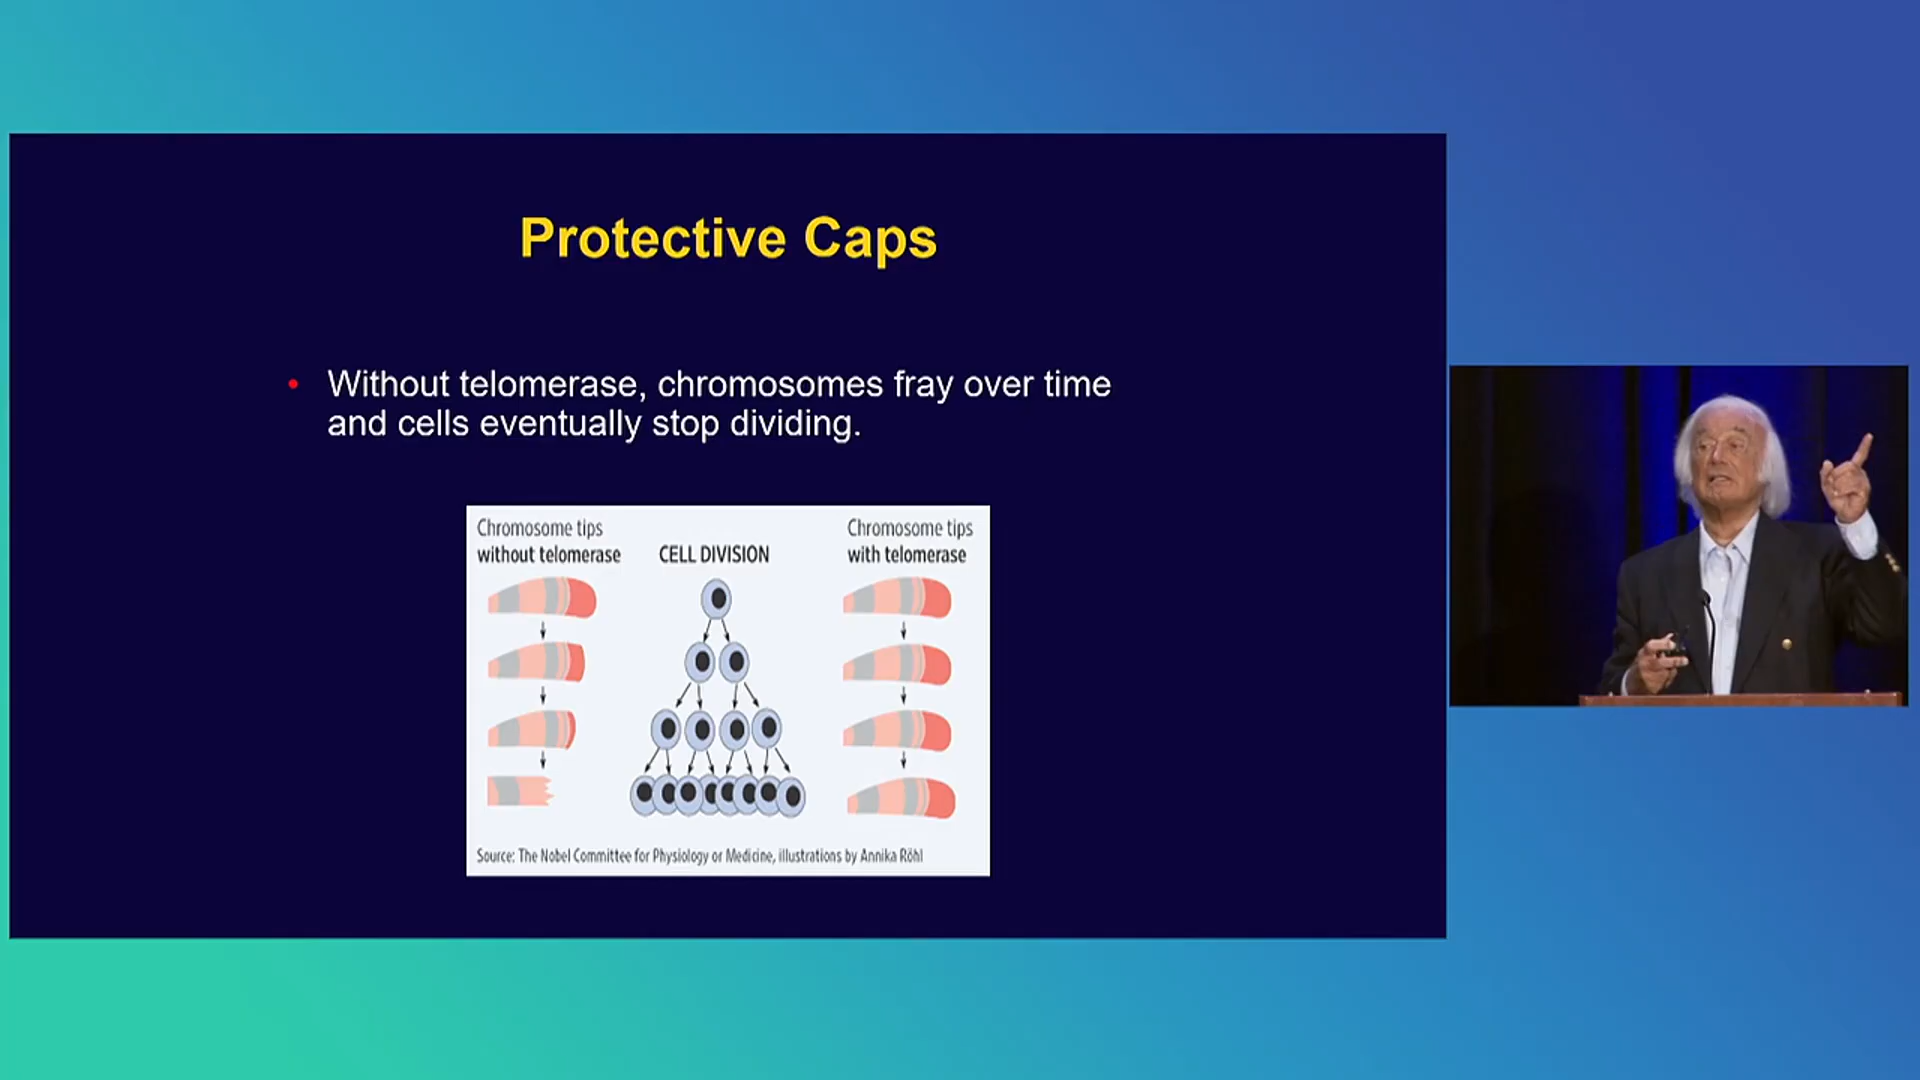 Protective Caps
• Without telomerase, chromosomes fray over time
and cells eventually stop dividing.
Chromosome tips
without telomerase
CELL DIVISION
Chromosome tips
with telomerase
Source: The Nobel Committee for Physiology or Medicine, illustrations by Annika Röhl